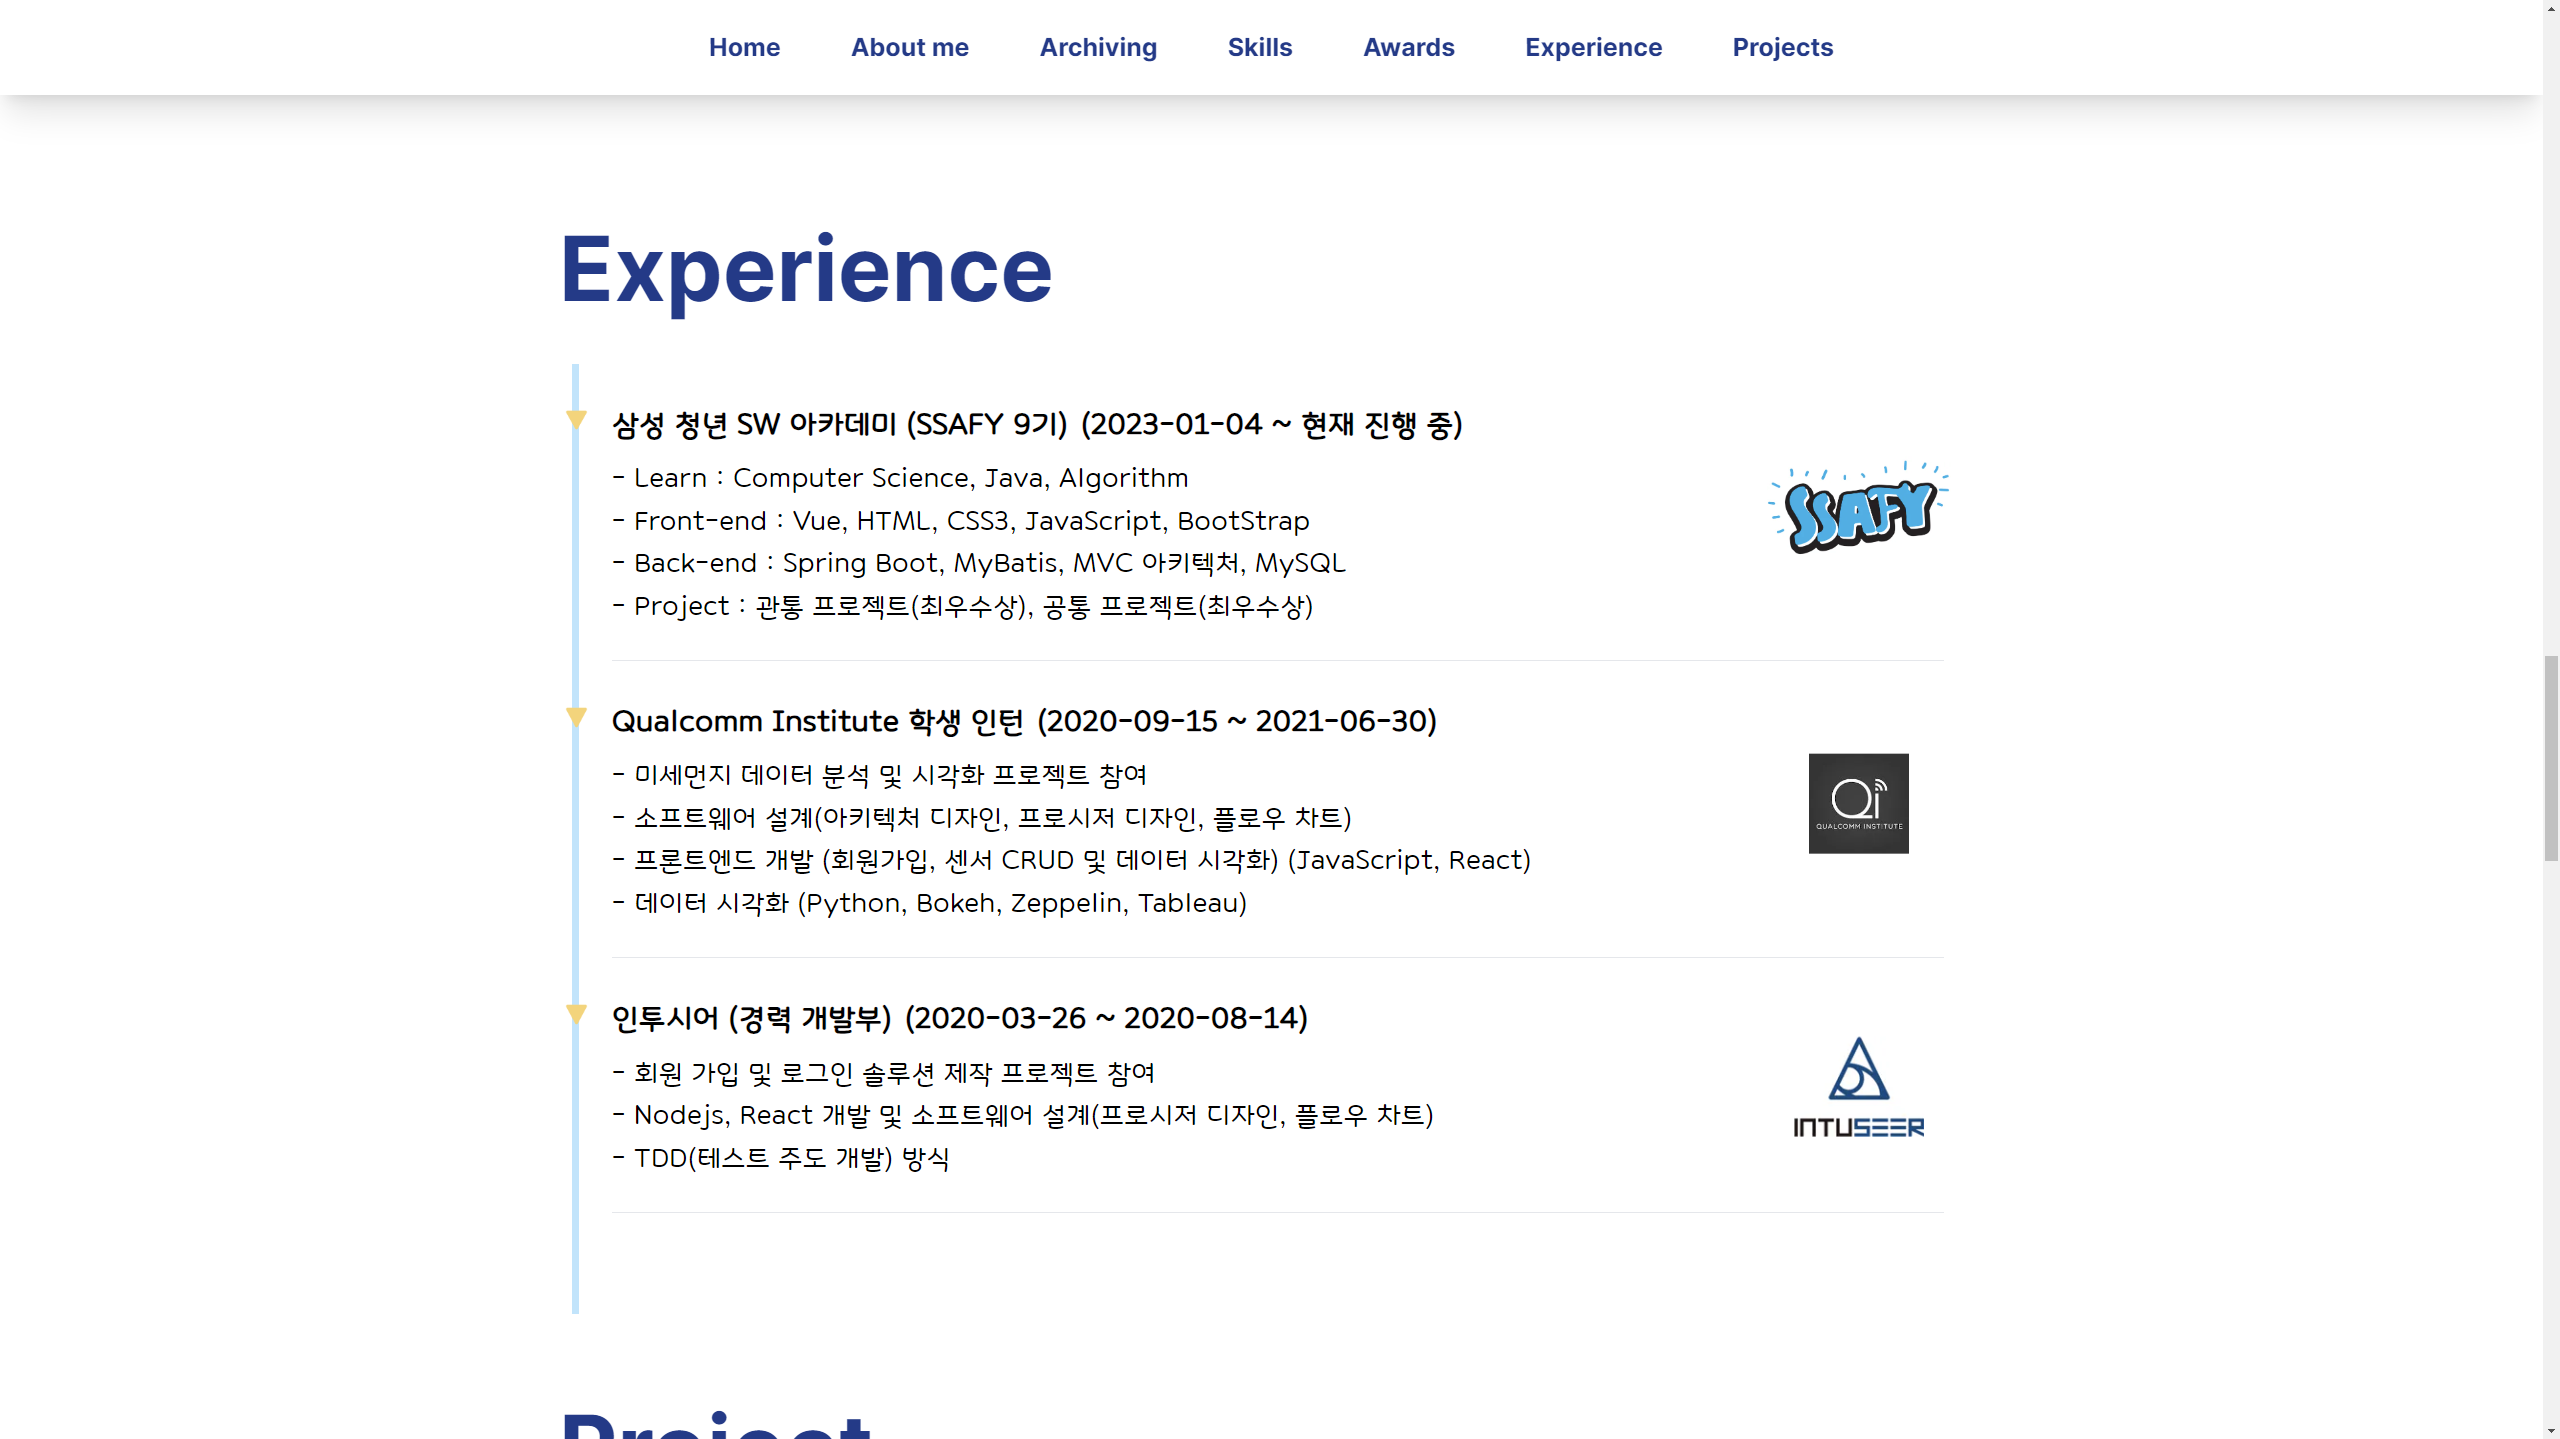 Home About me Archiving Skills Awards Experience Projects
Experience
삼성 청년 SW 아카데미 (SSAFY 9기) (2023-01-04 ~ 현재 진행 중)
- Learn : Computer Science, Java, Algorithm
- Front-end : Vue, HTML, CSS3, JavaScript, BootStrap
- Back-end : Spring Boot, MyBatis, MVC 아키텍처, MySQL
- Project : 관통 프로젝트(최우수상), 공통 프로젝트(최우수상)
SSAFY
Qualcomm Institute 학생 인턴 (2020-09-15 ~ 2021-06-30)
- 미세먼지 데이터 분석 및 시각화 프로젝트 참여
- 소프트웨어 설계(아키텍처 디자인, 프로시저 디자인, 플로우 차트)
- 프론트엔드 개발 (회원가입, 센서 CRUD 및 데이터 시각화) (JavaScript, React)
- 데이터 시각화 (Python, Bokeh, Zeppelin, Tableau)
Qi
QUALCOMM INSTITUTE
인투시어 (경력 개발부) (2020-03-26 ~ 2020-08-14)
- 회원 가입 및 로그인 솔루션 제작 프로젝트 참여
- Nodejs, React 개발 및 소프트웨어 설계(프로시저 디자인, 플로우 차트)
- TDD(테스트 주도 개발) 방식
INTUSEER
Project